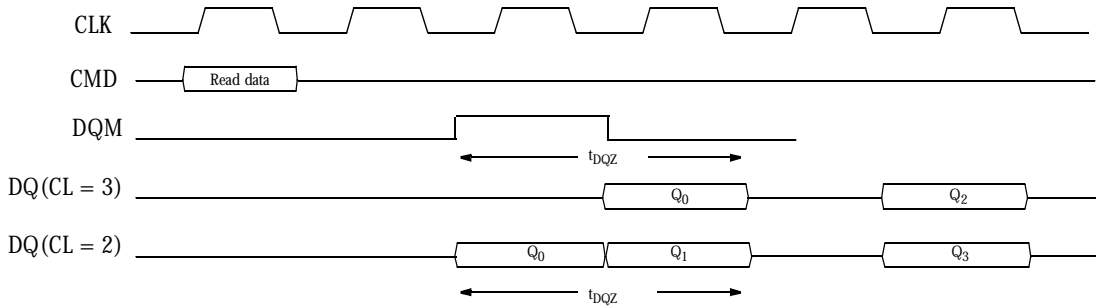 CLK
CMD Read data
DQM
tDQZ
DQ(CL = 3) Q0 Q2
DQ(CL = 2) Q0 Q1 Q3
tDQZ